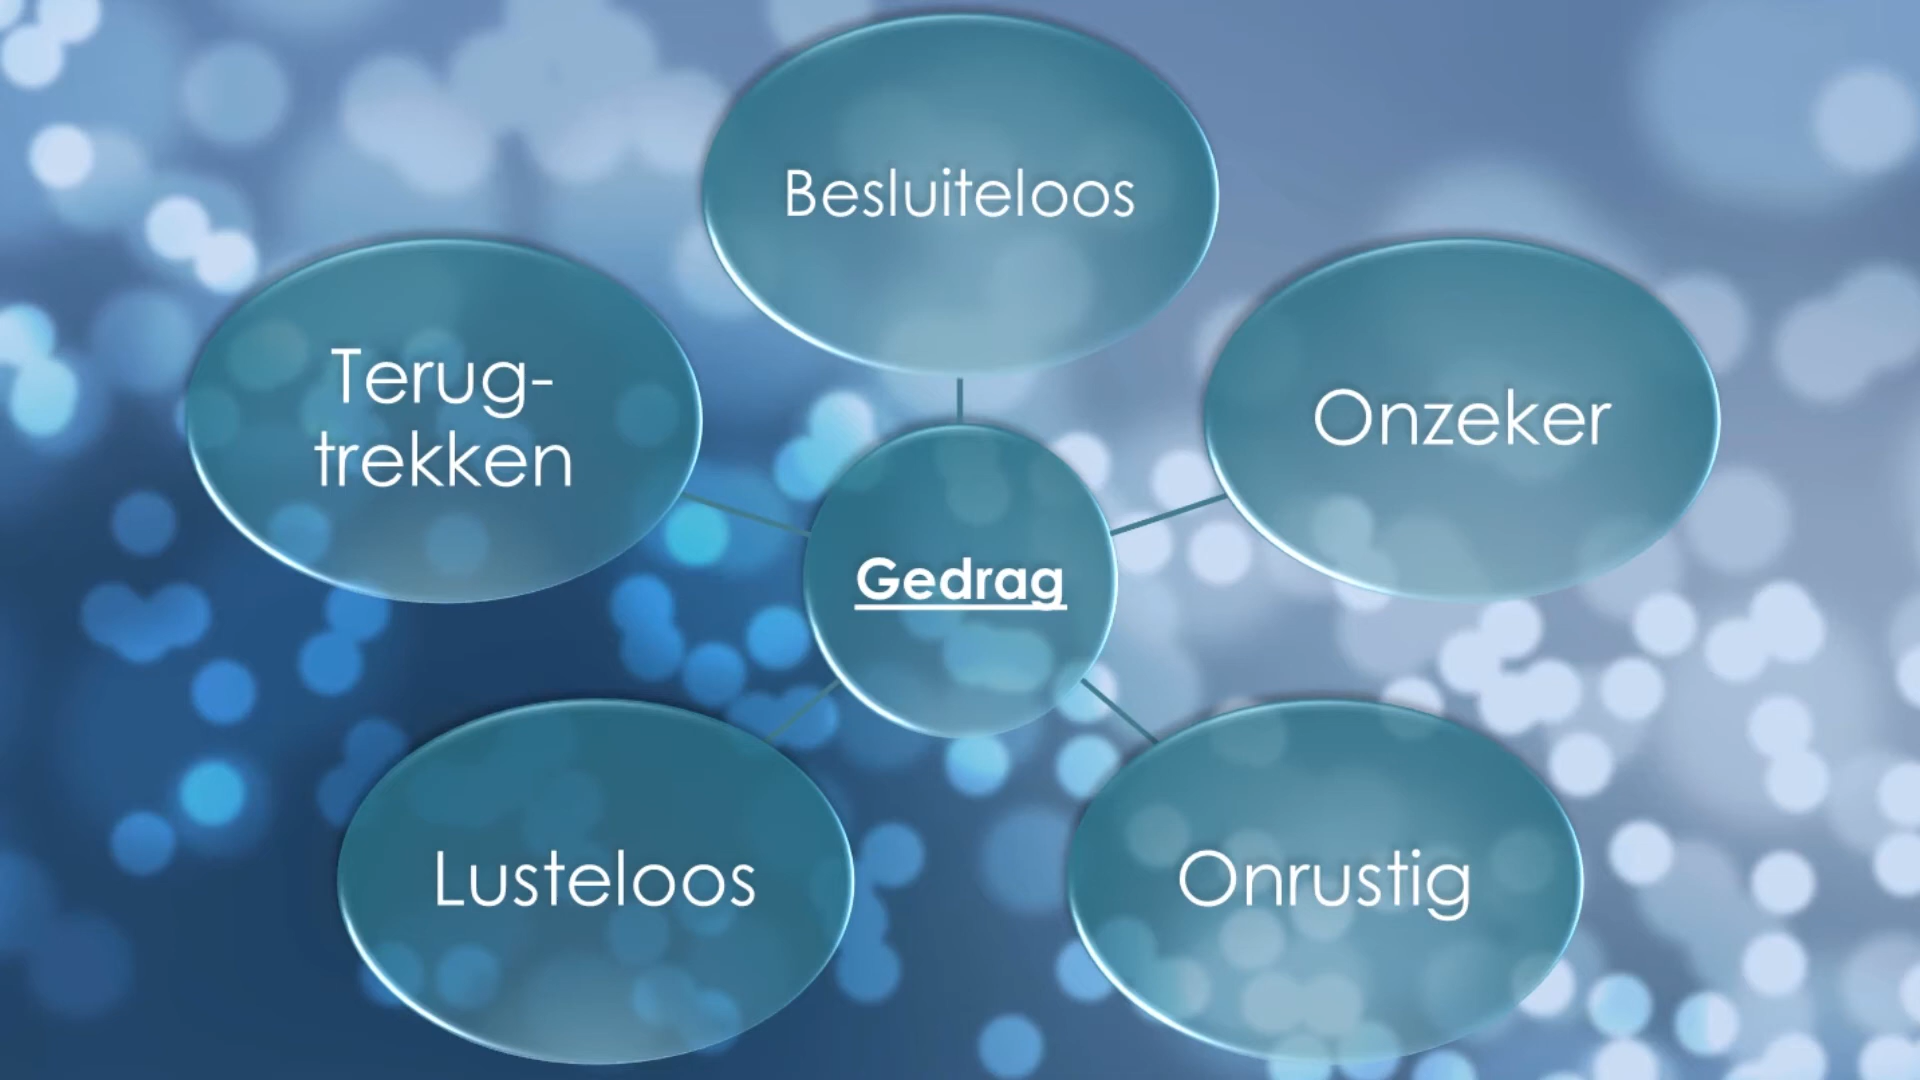 Besluiteloos
Terug-
trekken
Onzeker
Gedrag
Lusteloos
Onrustig